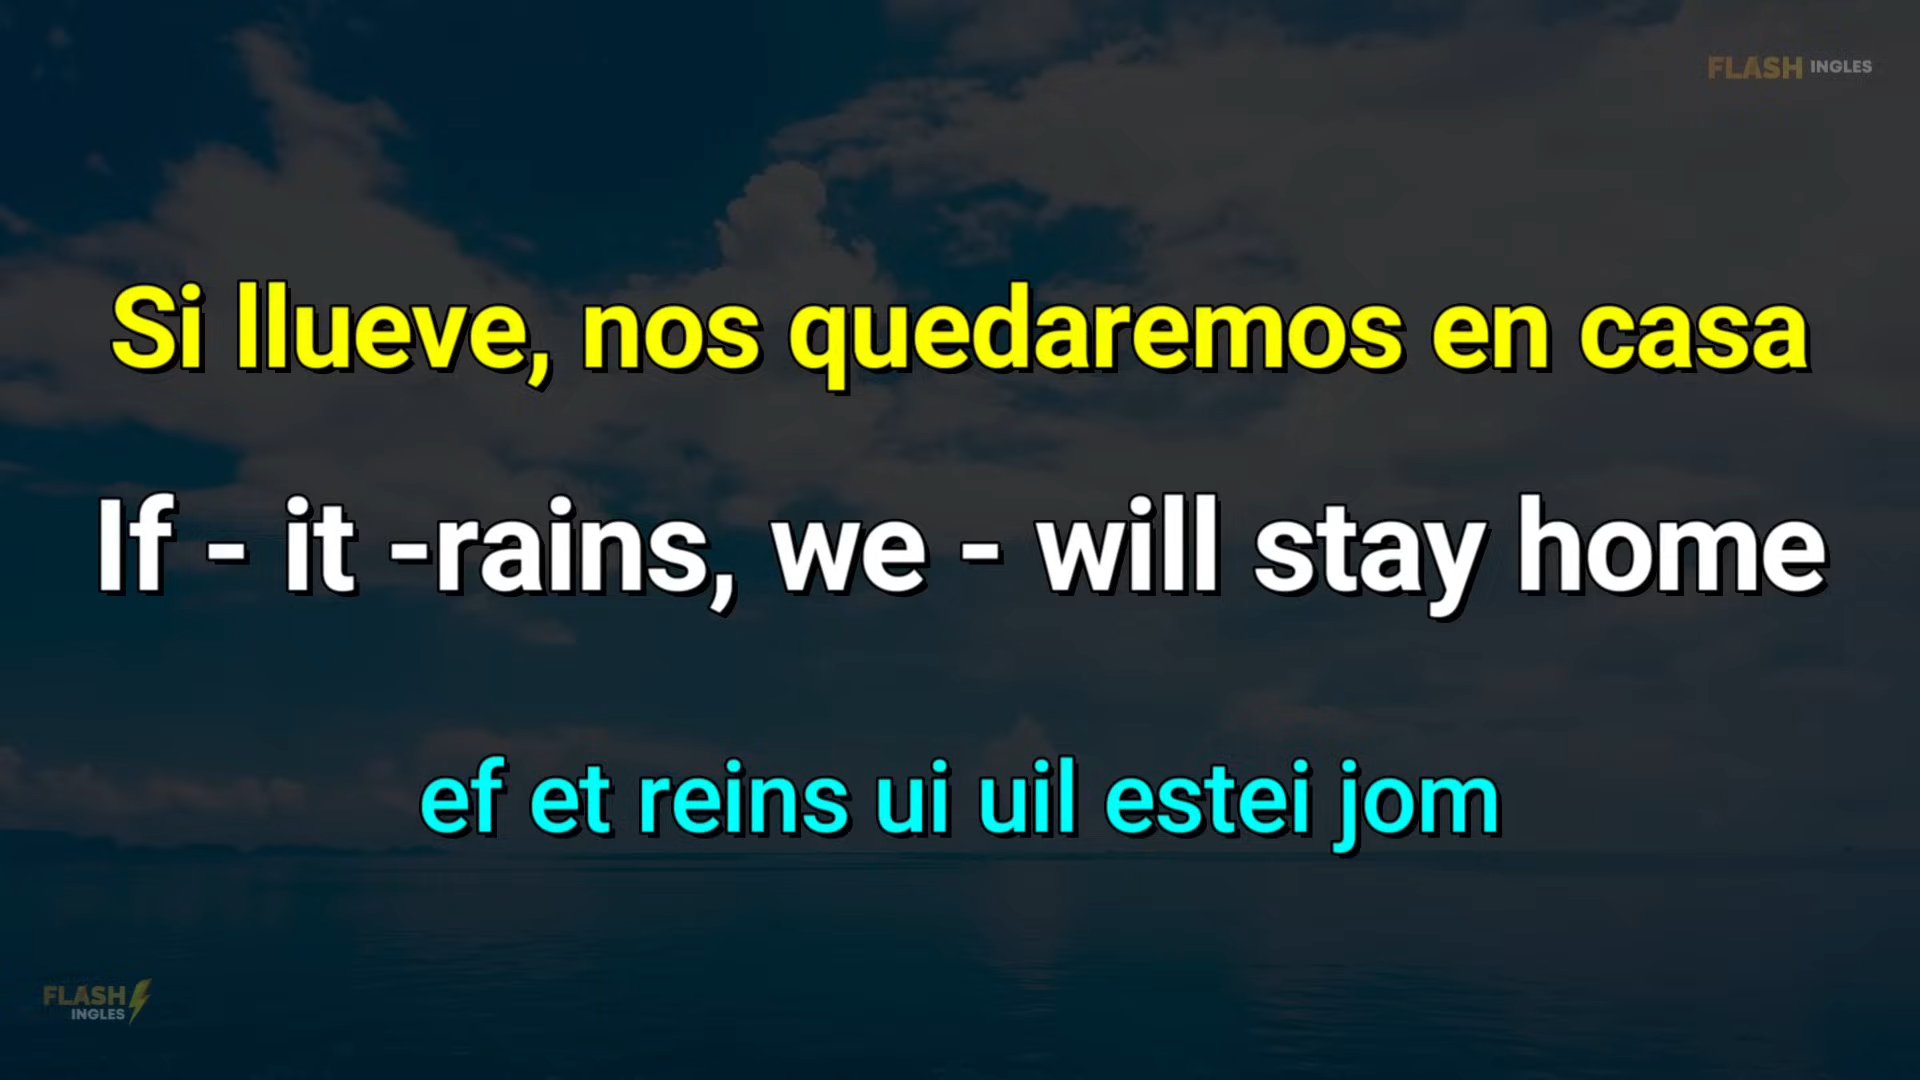 FLASH INGLES
Si llueve, nos quedaremos en casa
If - it -rains, we - will stay home
ef et reins ui uil estei jom
FLASH
INGLES